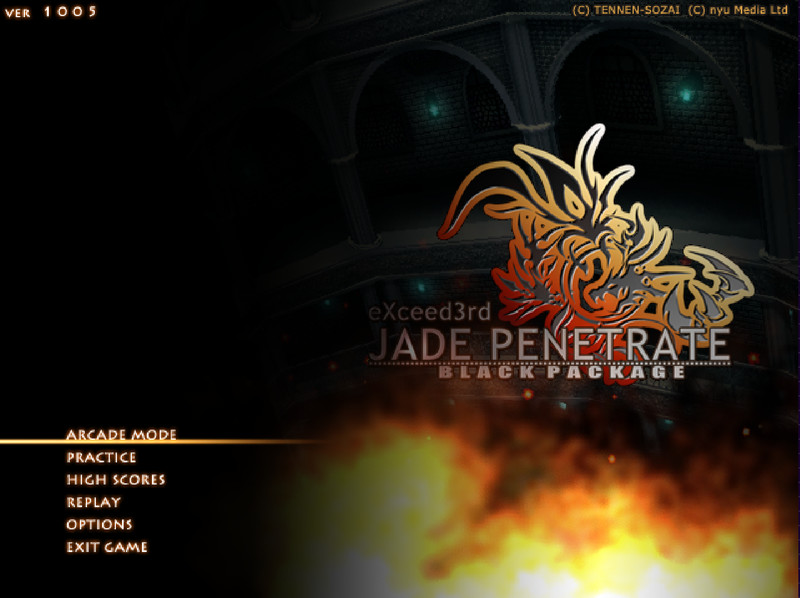 VER 1005
(C) TENNEN-SOZAI (C) nyu Media Ltd
eXceed3rd
JADE PENETRATE
BLACK PACKAGE
ARCADE MODE
PRACTICE
HIGH SCORES
REPLAY
OPTIONS
EXIT GAME